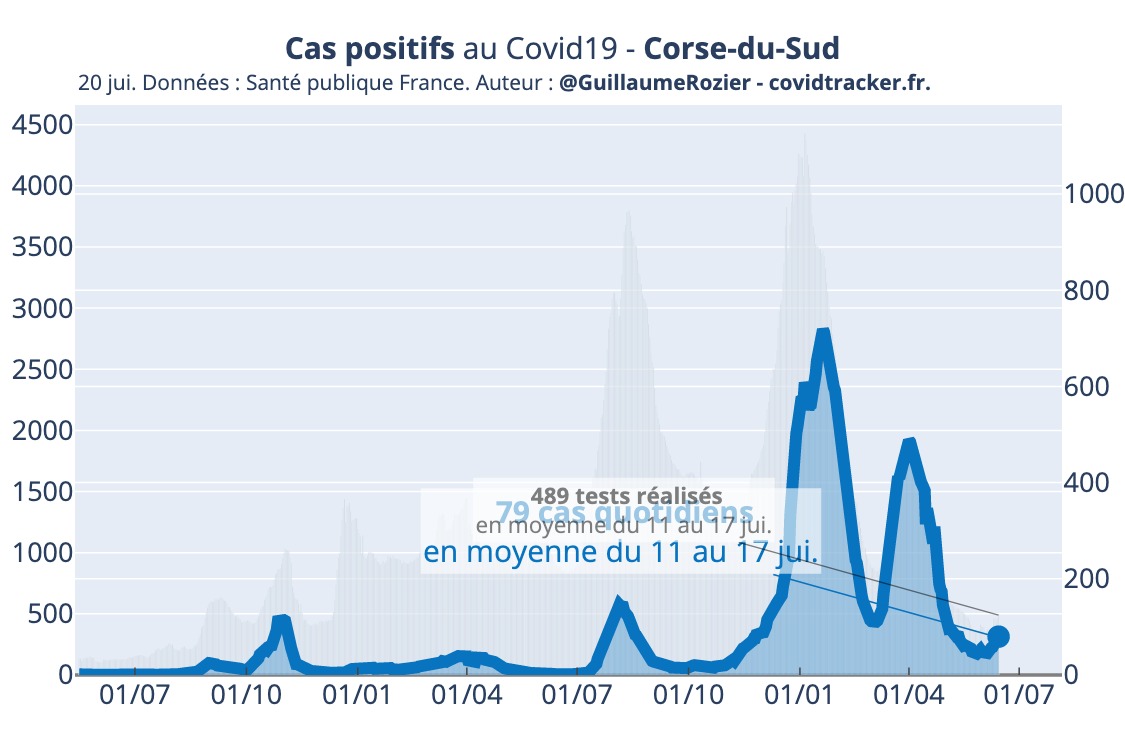 Cas positifs au Covid19 - Corse-du-Sud
20 jui. Données : Santé publique France. Auteur : @GuillaumeRozier - covidtracker.fr.
4500
4000
3500
3000
2500
2000
1500
1000
500
0
1000
800
600
400
200
0
489 tests réalisés
79 cas quotidiens
en moyenne du 11 au 17 jui.
en moyenne du 11 au 17 jui.
01/07 01/10 01/01 01/04 01/07 01/10 01/01 01/04 01/07